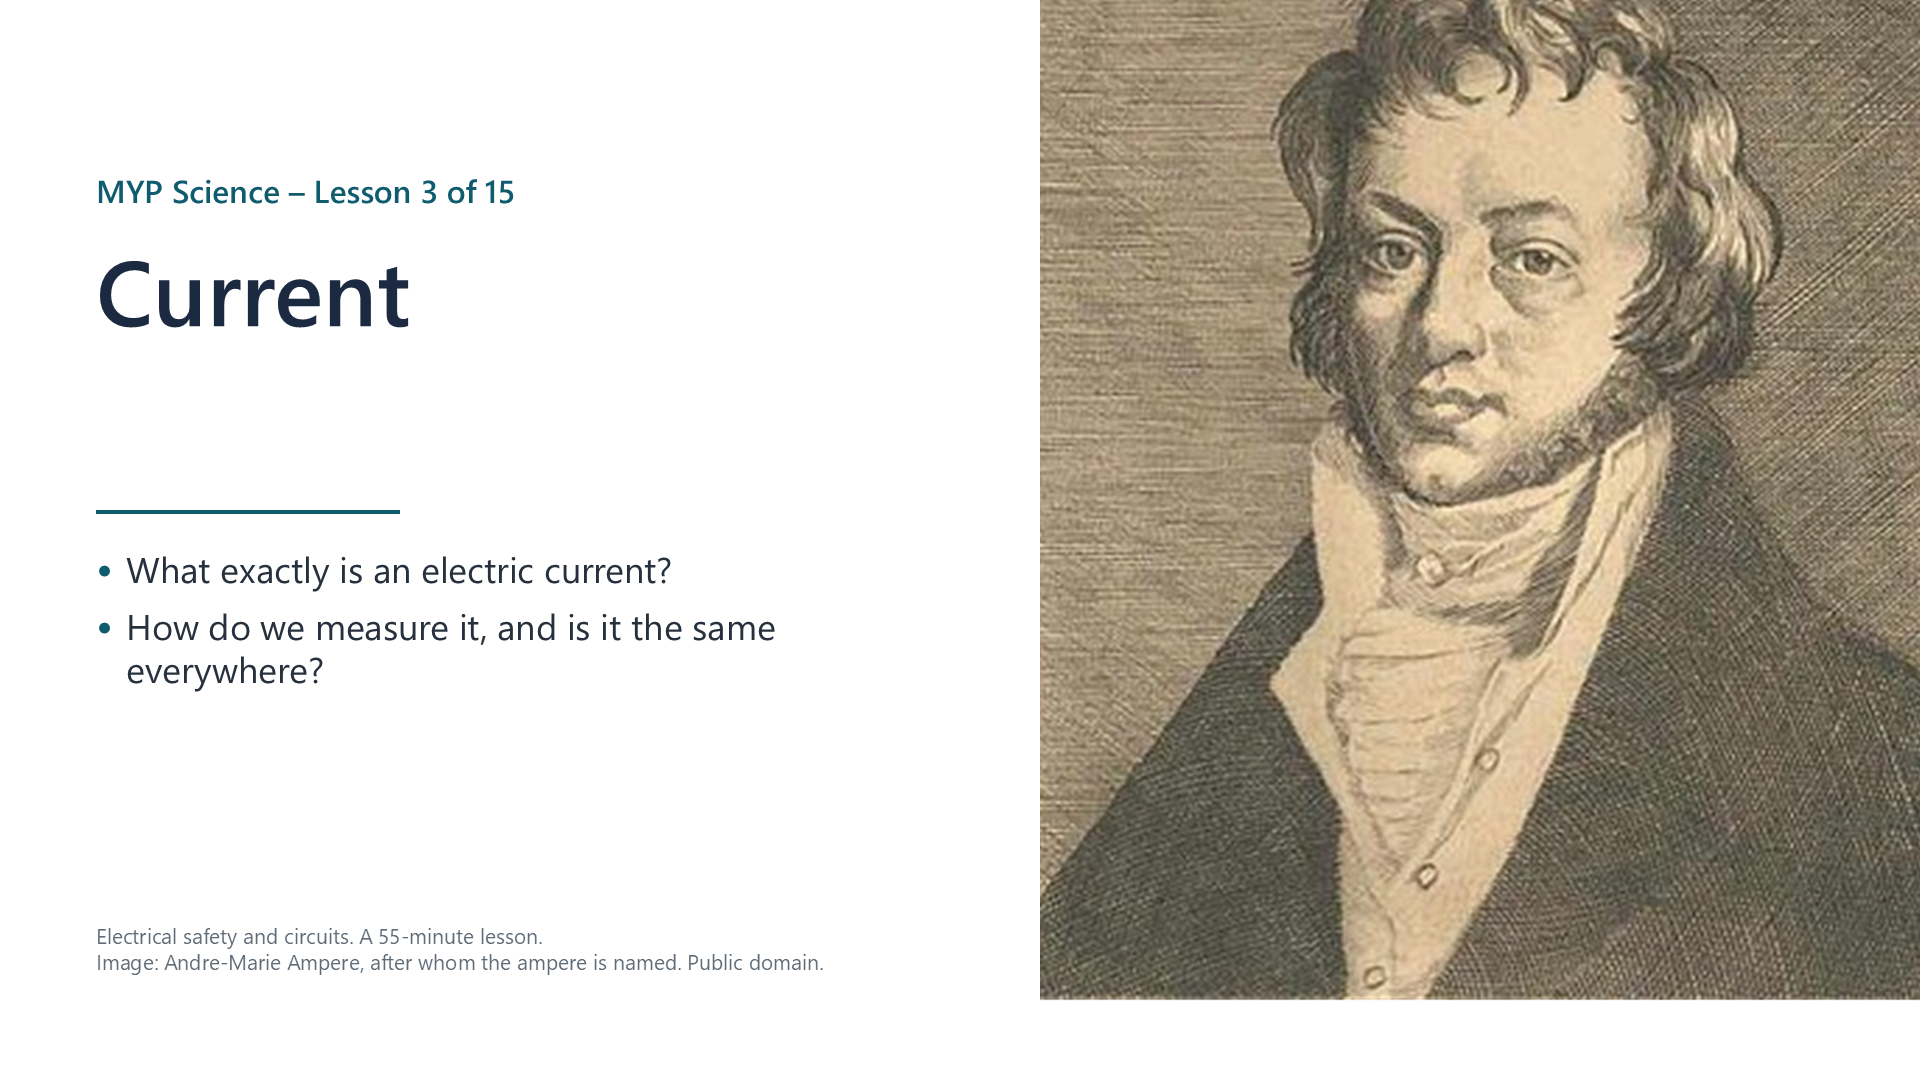 MYP Science – Lesson 3 of 15
Current
• What exactly is an electric current?
• How do we measure it, and is it the same
everywhere?
Electrical safety and circuits. A 55-minute lesson.
Image: Andre-Marie Ampere, after whom the ampere is named. Public domain.